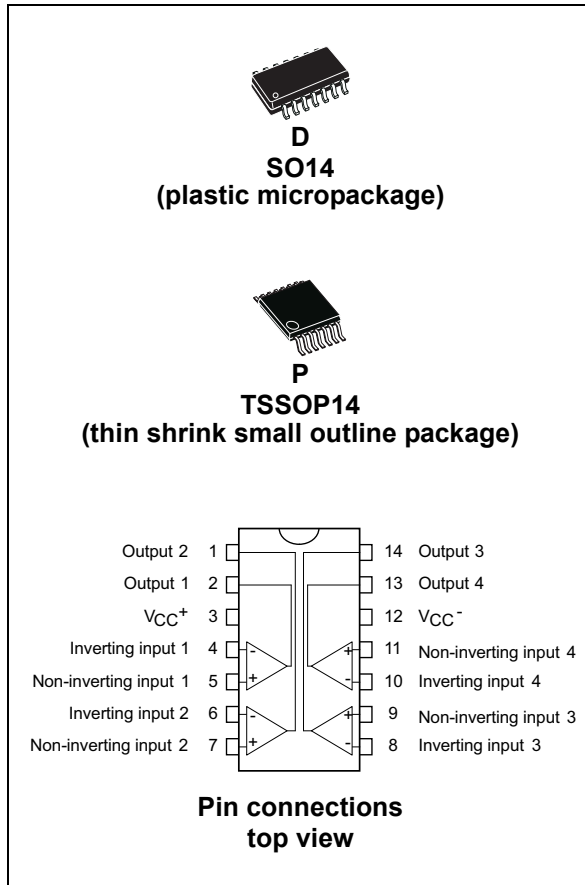 D
SO14
(plastic micropackage)
P
TSSOP14
(thin shrink small outline package)
Output 2 1 14 Output 3
Output 1 2 13 Output 4
VCC+ 3 12 VCC-
Inverting input 1 4 - + 11 Non-inverting input 4
Non-inverting input 1 5 + - 10 Inverting input 4
Inverting input 2 6 - + 9 Non-inverting input 3
Non-inverting input 2 7 + - 8 Inverting input 3
Pin connections
top view